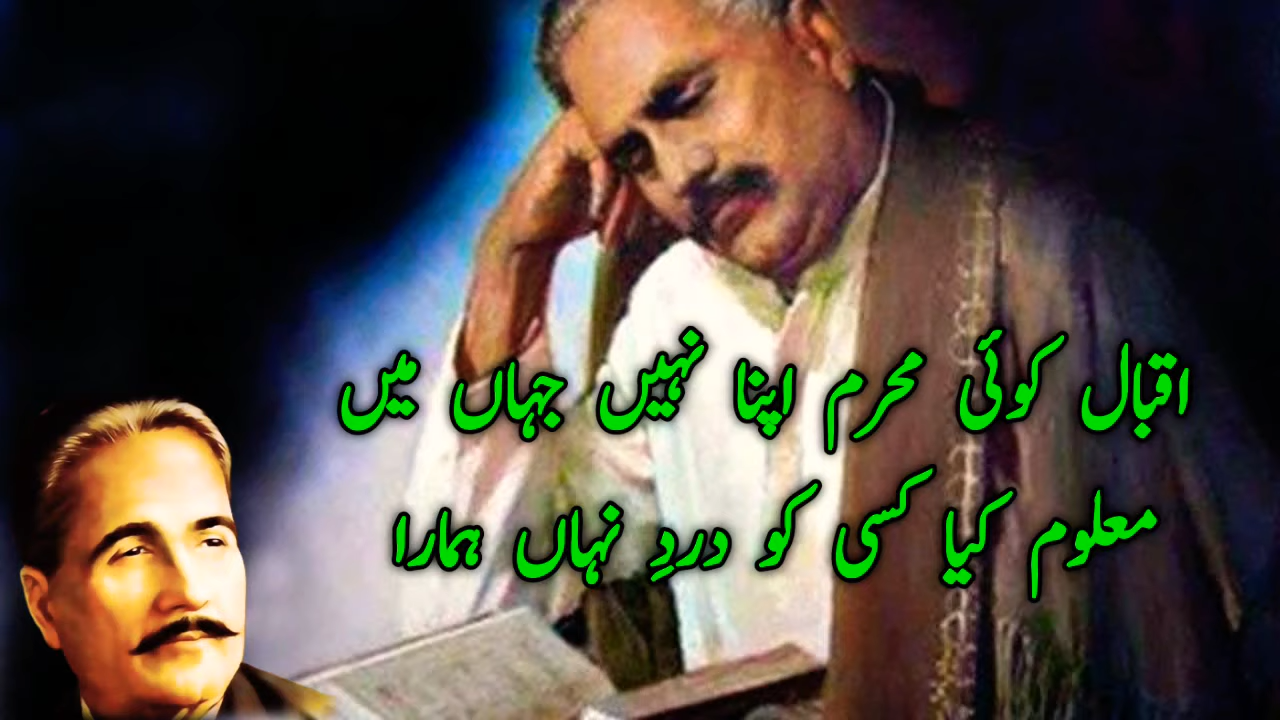 اقبال کوئی محرم اپنا نہیں جہاں میں
معلوم کیا کسی کو دردِ نہاں ہمارا